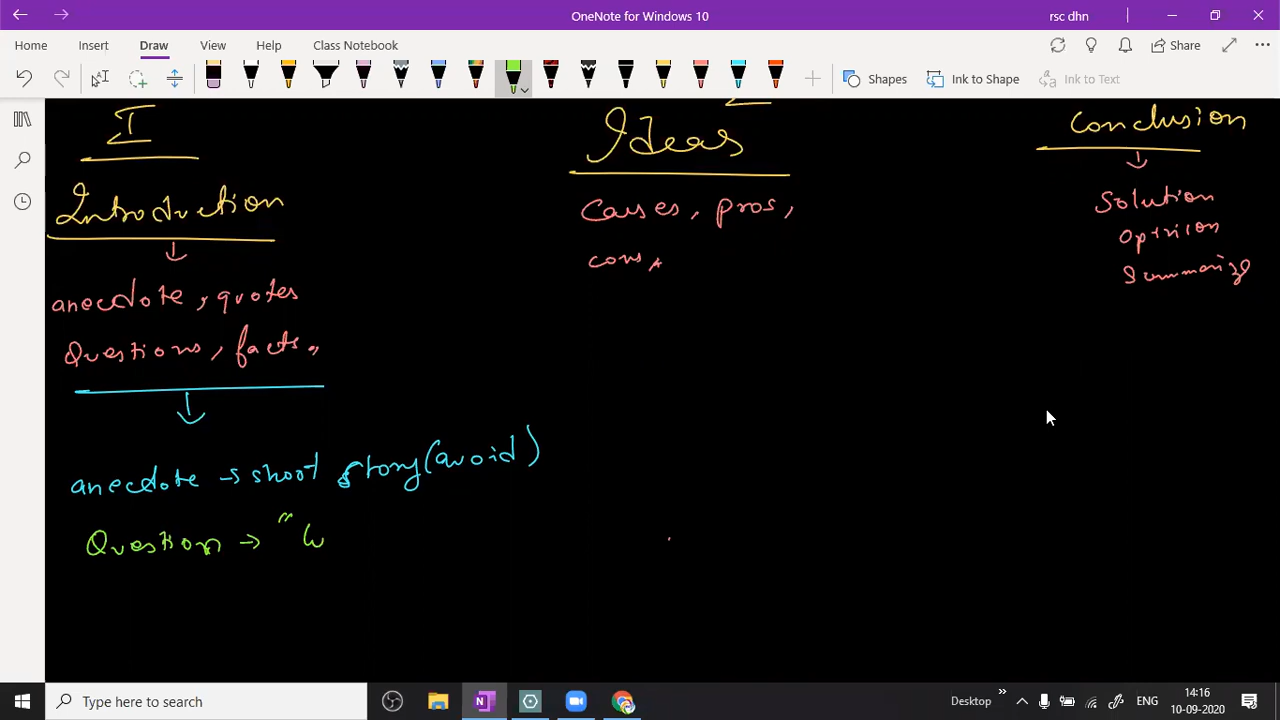 OneNote for Windows 10
rsc dhn
Home Insert Draw View Help Class Notebook
Share
Shapes
Ink to Shape
Ink to Text
I
Introduction
anecdote, quotes
Questions, facts.
anecdote → short story (avoid)
Question → "W
Ideas
causes, pros,
cons,
Conclusion
Solution
Opinion
Summarize
Type here to search
Desktop
ENG
14:16
10-09-2020